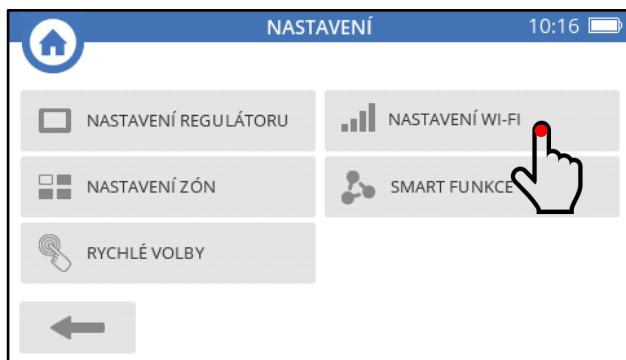 NASTAVENÍ 10:16
NASTAVENÍ REGULÁTORU
NASTAVENÍ WI-FI
NASTAVENÍ ZÓN
SMART FUNKCE
RYCHLÉ VOLBY